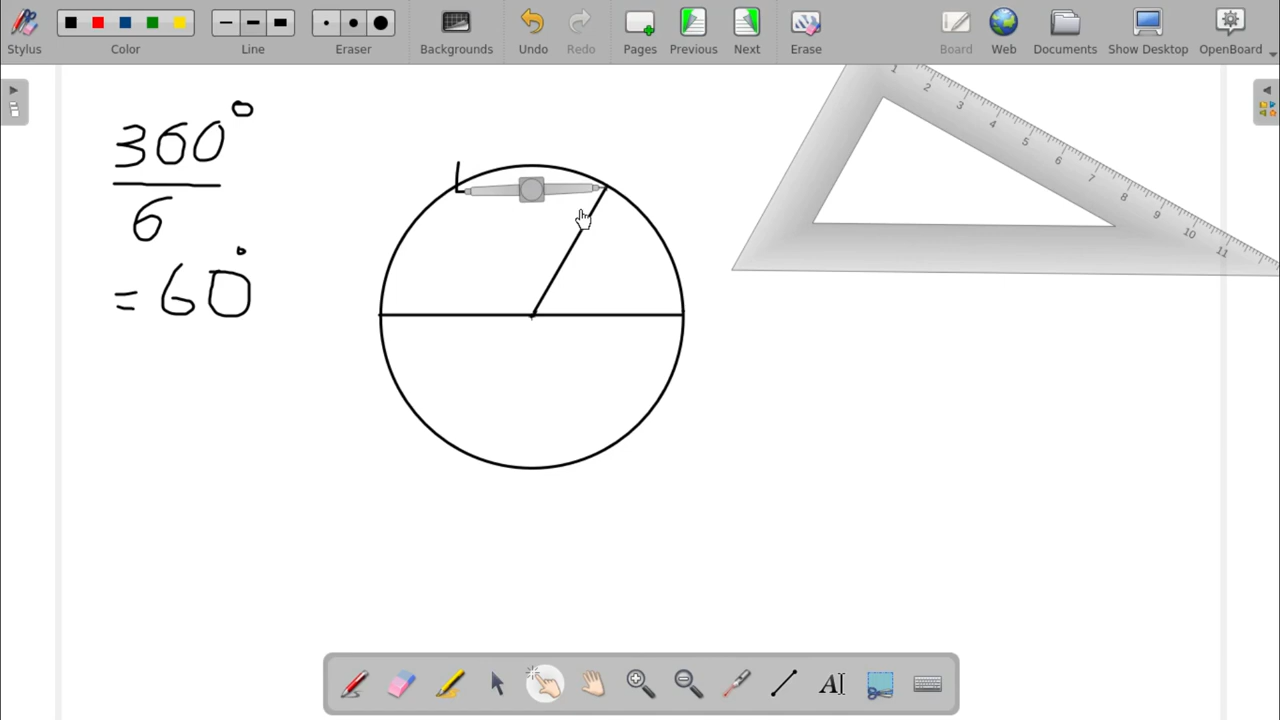 Stylus Color Line Eraser Backgrounds Undo Redo Pages Previous Next Erase Board Web Documents Show Desktop OpenBoard
360°
6
= 60°
1 2 3 4 5 6 7 8 9 10 11
AI